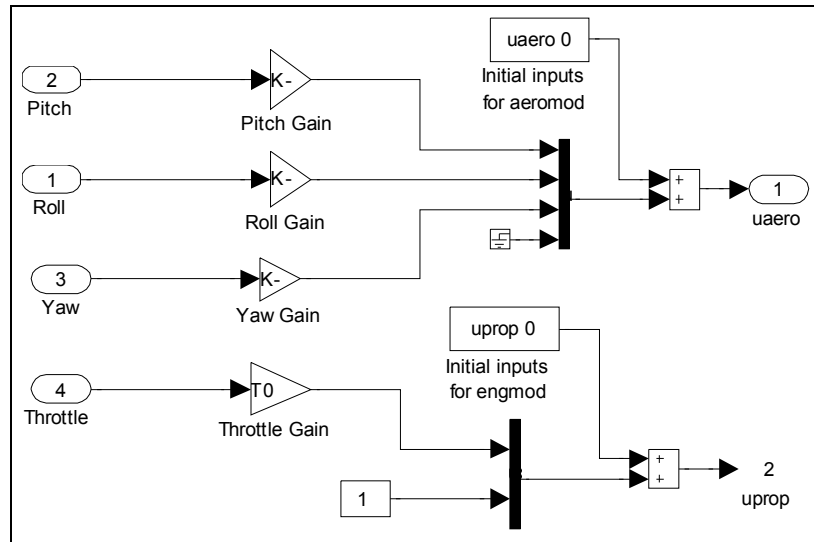 uaero 0
Initial inputs
for aeromod
2
Pitch
K-
Pitch Gain
1
Roll
K-
Roll Gain
+
+
1
uaero
3
Yaw
K-
Yaw Gain
uprop 0
Initial inputs
for engmod
4
Throttle
T0
Throttle Gain
1
+
+
2
uprop